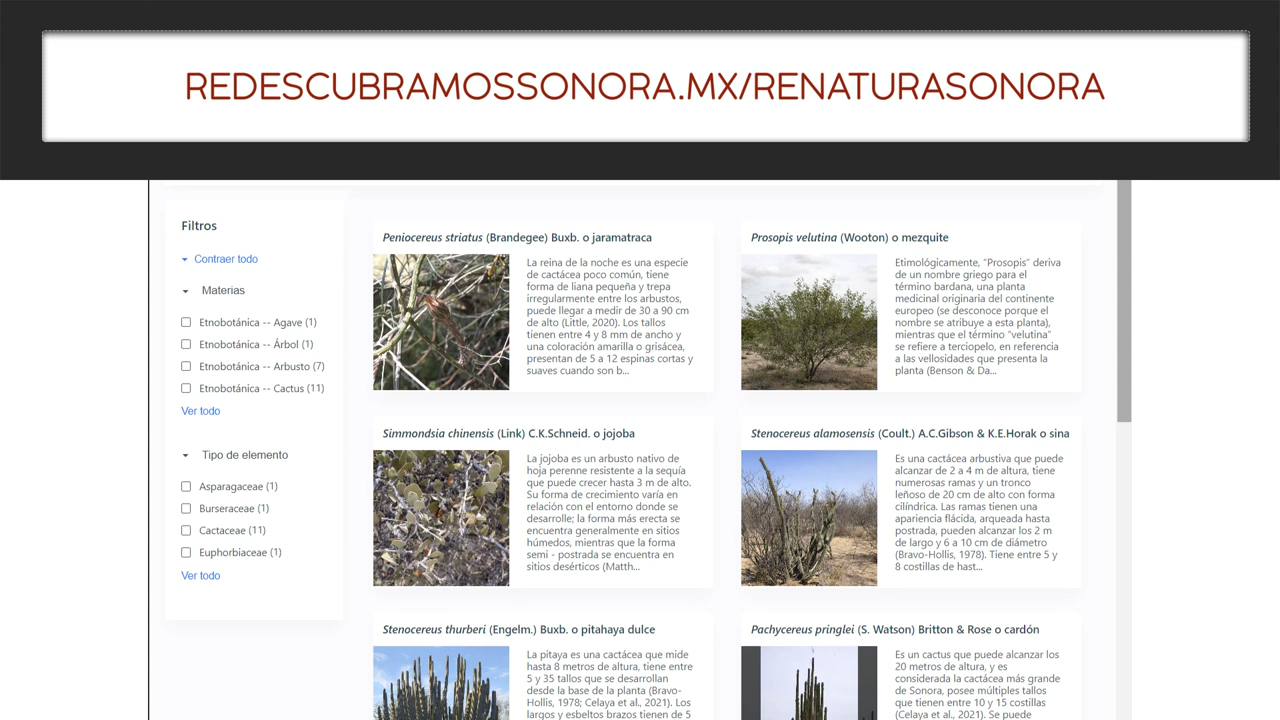 REDESCUBRAMOSSONORA.MX/RENATURASONORA
Filtros
Contraer todo
Materias
Etnobotánica -- Agave (1)
Etnobotánica -- Árbol (1)
Etnobotánica -- Arbusto (7)
Etnobotánica -- Cactus (11)
Ver todo
Tipo de elemento
Asparagaceae (1)
Burseraceae (1)
Cactaceae (11)
Euphorbiaceae (1)
Ver todo
Peniocereus striatus (Brandegee) Buxb. o jaramatraca
La reina de la noche es una especie
de cactácea poco común, tiene
forma de liana pequeña y trepa
irregularmente entre los arbustos,
puede llegar a medir de 30 a 90 cm
de alto (Little, 2020). Los tallos
tienen entre 4 y 8 mm de ancho y
una coloración amarilla o grisácea,
presentan de 5 a 12 espinas cortas y
suaves cuando son b...
Prosopis velutina (Wooton) o mezquite
Etimológicamente, "Prosopis" deriva
de un nombre griego para el
término bardana, una planta
medicinal originaria del continente
europeo (se desconoce porque el
nombre se atribuye a esta planta),
mientras que el término "velutina"
se refiere a terciopelo, en referencia
a las vellosidades que presenta la
planta (Benson & Da...
Simmondsia chinensis (Link) C.K.Schneid. o jojoba
La jojoba es un arbusto nativo de
hoja perenne resistente a la sequía
que puede crecer hasta 3 m de alto.
Su forma de crecimiento varía en
relación con el entorno donde se
desarrolle; la forma más erecta se
encuentra generalmente en sitios
húmedos, mientras que la forma
semi - postrada se encuentra en
sitios desérticos (Matth...
Stenocereus alamosensis (Coult.) A.C.Gibson & K.E.Horak o sina
Es una cactácea arbustiva que puede
alcanzar de 2 a 4 m de altura, tiene
numerosas ramas y un tronco
leñoso de 20 cm de alto con forma
cilíndrica. Las ramas tienen una
apariencia flácida, arqueada hasta
postrada, pueden alcanzar los 2 m
de largo y 6 a 10 cm de diámetro
(Bravo-Hollis, 1978). Tiene entre 5 y
8 costillas de hast...
Stenocereus thurberi (Engelm.) Buxb. o pitahaya dulce
La pitaya es una cactácea que mide
hasta 8 metros de altura, tiene entre
5 y 35 tallos que se desarrollan
desde la base de la planta (Bravo-
Hollis, 1978; Celaya et al., 2021). Los
largos y esbeltos brazos tienen de 5
Pachycereus pringlei (S. Watson) Britton & Rose o cardón
Es un cactus que puede alcanzar los
20 metros de altura, y es
considerada la cactácea más grande
de Sonora, posee múltiples tallos
que tienen entre 10 y 15 costillas
(Celaya et al., 2021). Se puede